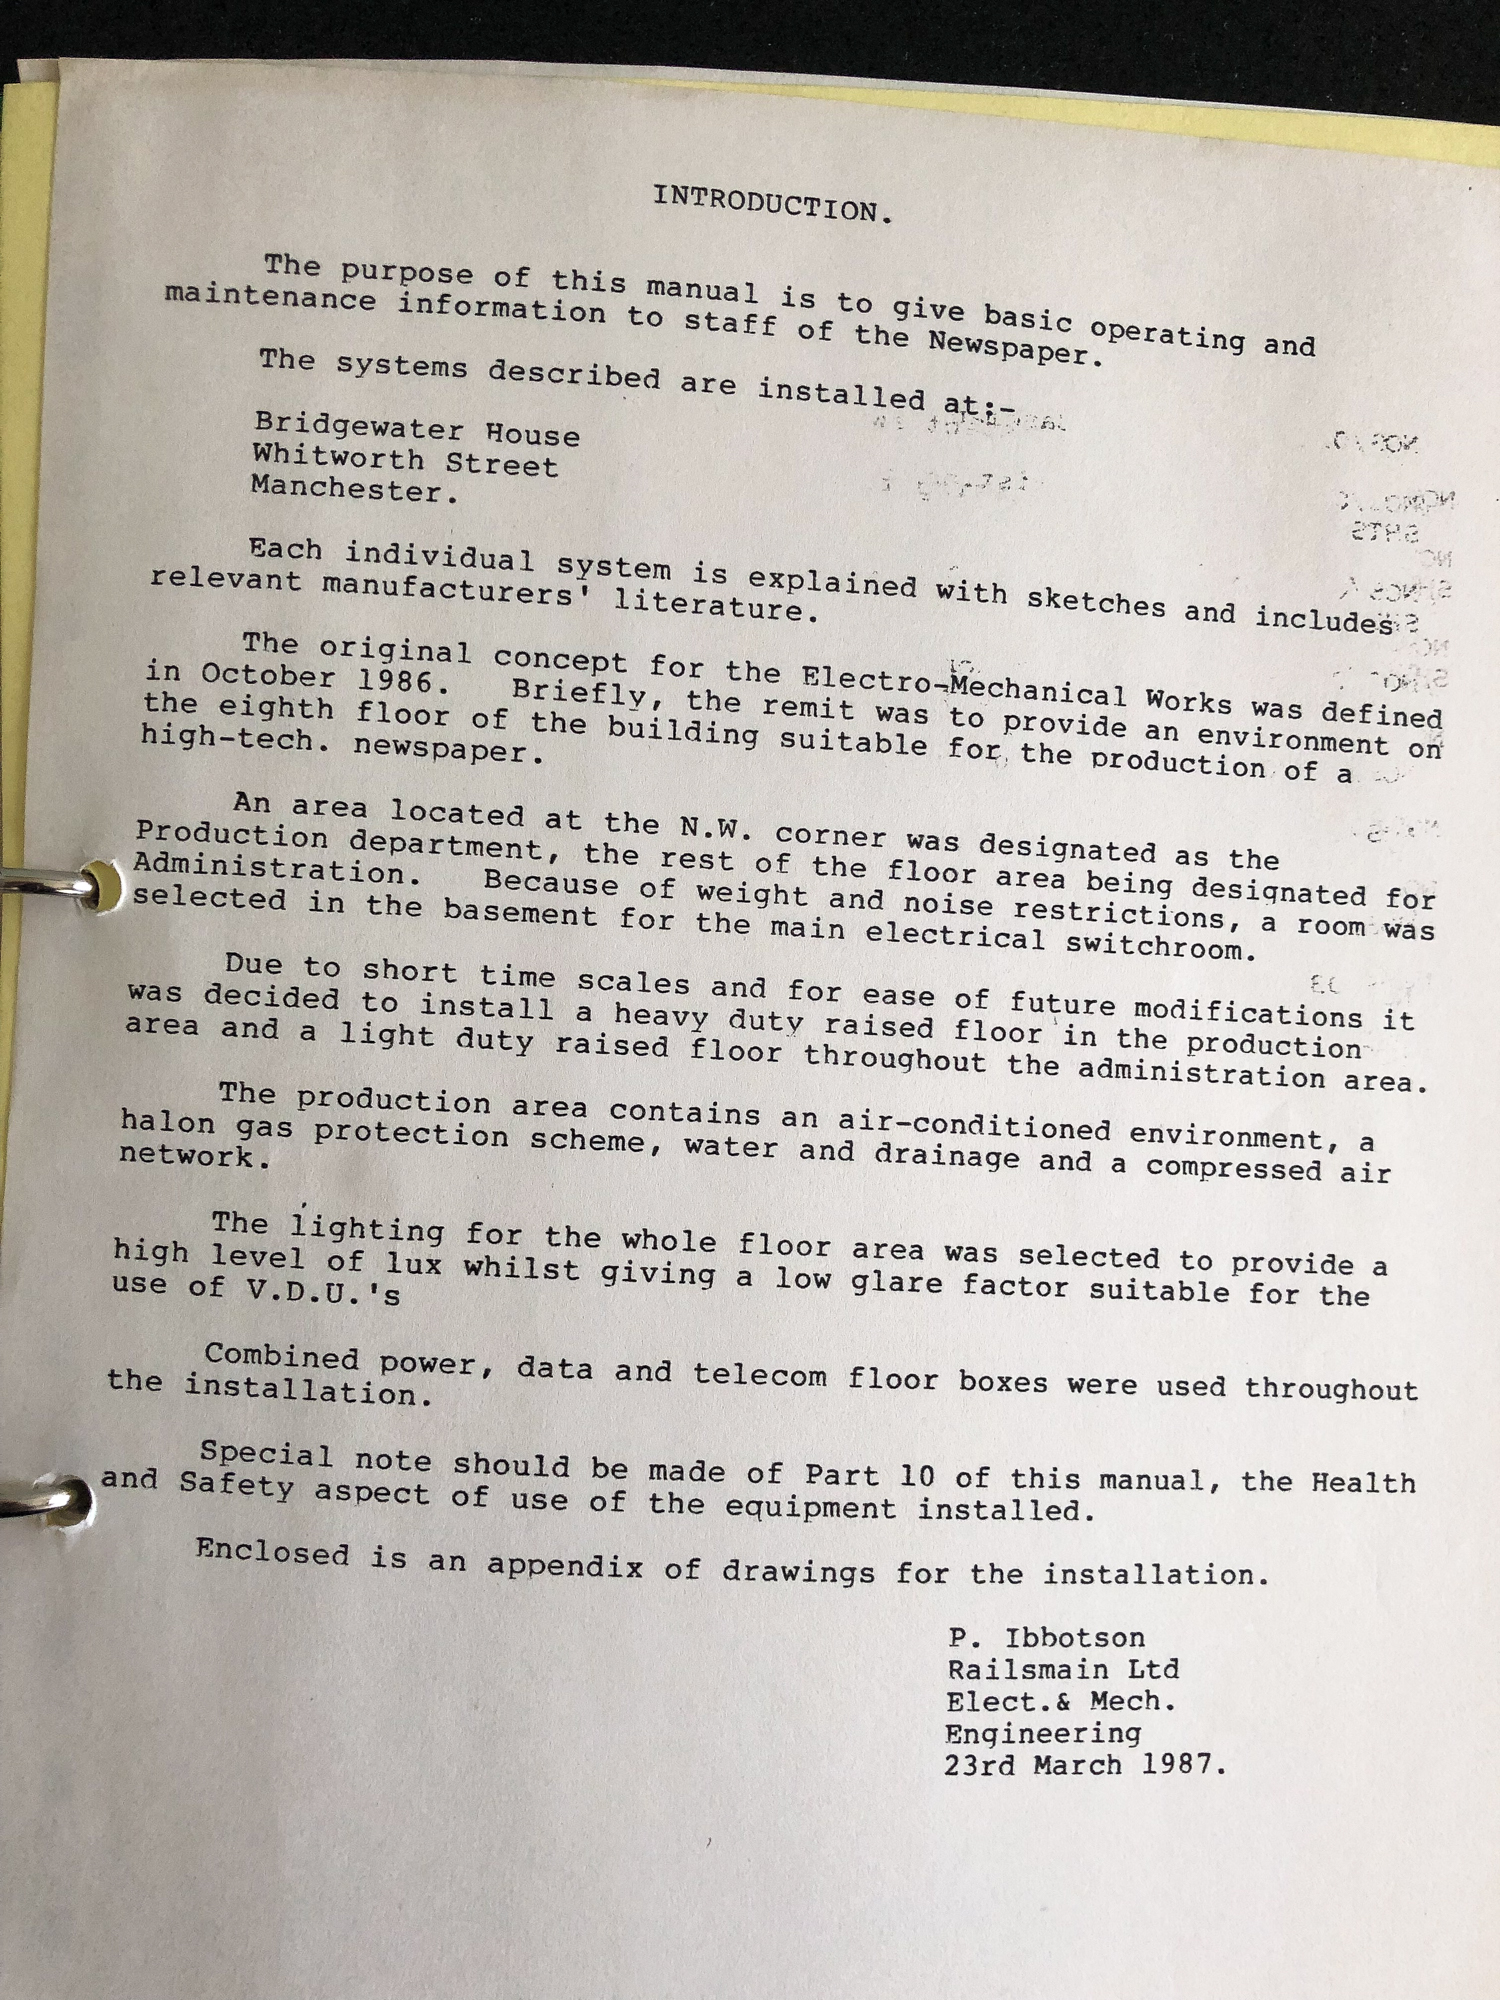 INTRODUCTION.
The purpose of this manual is to give basic operating and
maintenance information to staff of the Newspaper.
The systems described are installed at:-
Bridgewater House
Whitworth Street
Manchester.
Each individual system is explained with sketches and includes
relevant manufacturers' literature.
The original concept for the Electro-Mechanical Works was defined
in October 1986. Briefly, the remit was to provide an environment on
the eighth floor of the building suitable for the production of a
high-tech. newspaper.
An area located at the N.W. corner was designated as the
Production department, the rest of the floor area being designated for
Administration. Because of weight and noise restrictions, a room was
selected in the basement for the main electrical switchroom.
Due to short time scales and for ease of future modifications it
was decided to install a heavy duty raised floor in the production
area and a light duty raised floor throughout the administration area.
The production area contains an air-conditioned environment, a
halon gas protection scheme, water and drainage and a compressed air
network.
The lighting for the whole floor area was selected to provide a
high level of lux whilst giving a low glare factor suitable for the
use of V.D.U.'s
Combined power, data and telecom floor boxes were used throughout
the installation.
Special note should be made of Part 10 of this manual, the Health
and Safety aspect of use of the equipment installed.
Enclosed is an appendix of drawings for the installation.
P. Ibbotson
Railsmain Ltd
Elect.& Mech.
Engineering
23rd March 1987.